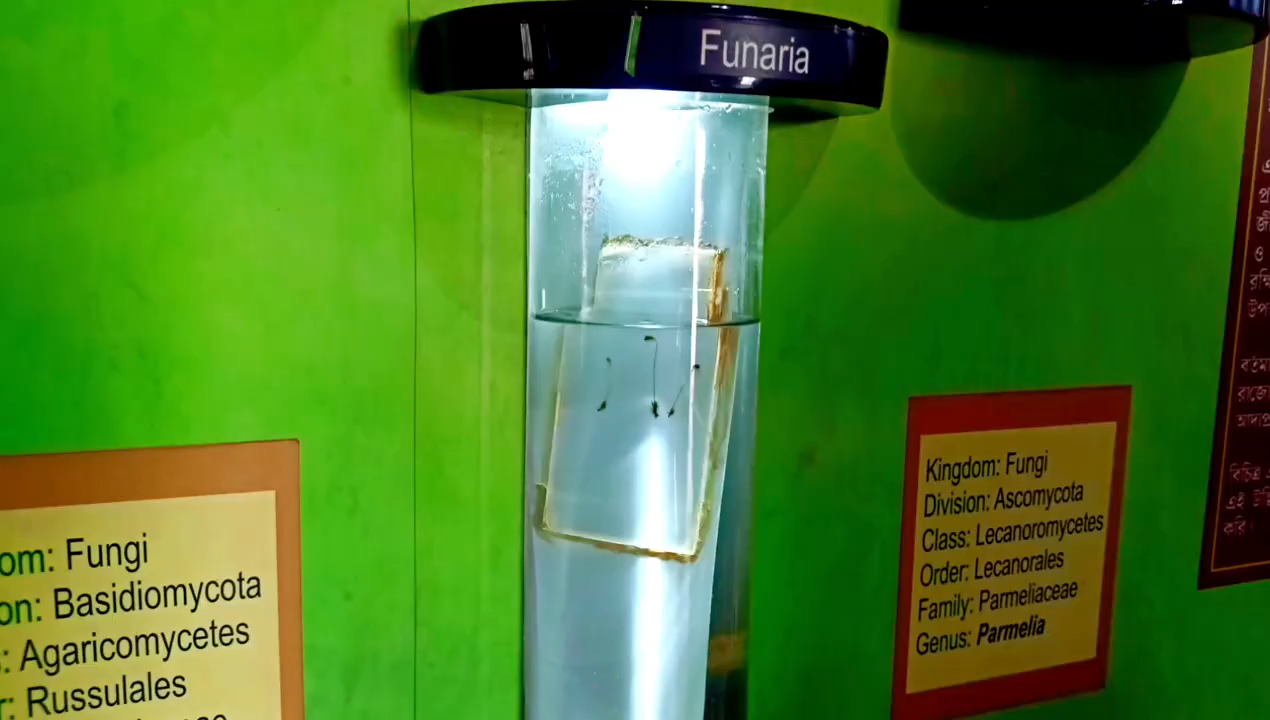 Funaria
om: Fungi
on: Basidiomycota
: Agaricomycetes
r: Russulales
Kingdom: Fungi
Division: Ascomycota
Class: Lecanoromycetes
Order: Lecanorales
Family: Parmeliaceae
Genus: Parmelia
ও
এই